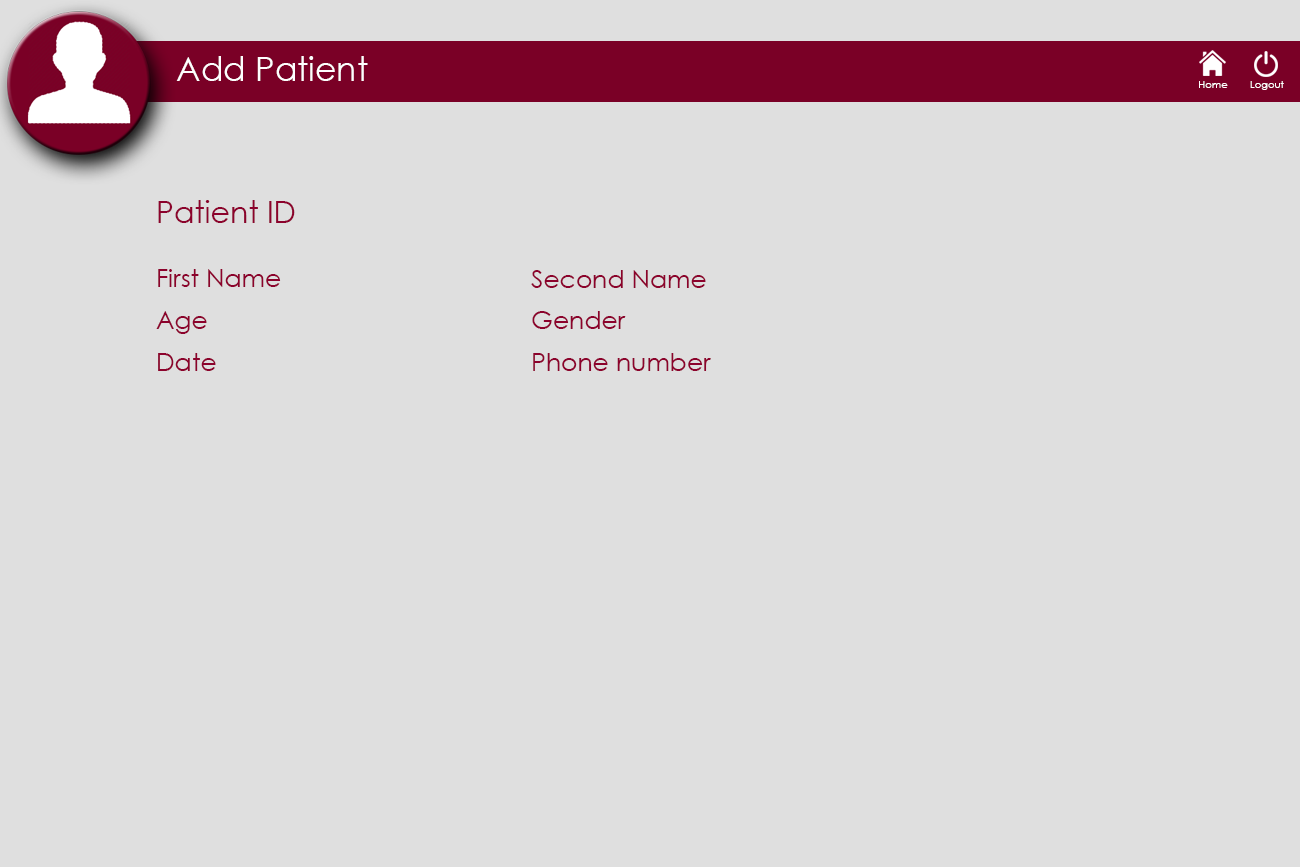 Add Patient
Home Logout
Patient ID
First Name Second Name
Age Gender
Date Phone number